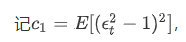 记$c_1 = E[(\epsilon_t^2 - 1)^2]$,